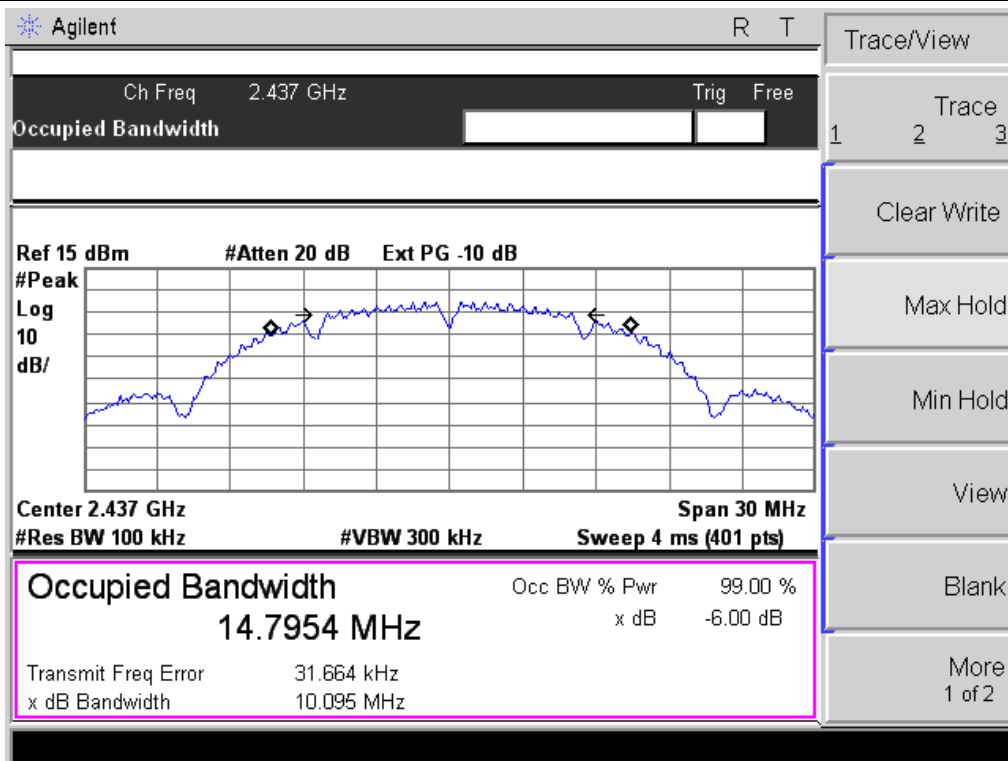 Agilent R T
Trace/View
Ch Freq 2.437 GHz Trig Free
Occupied Bandwidth
Trace
1 2 3
Clear Write
Max Hold
Min Hold
View
Blank
More
1 of 2
Ref 15 dBm #Atten 20 dB Ext PG -10 dB
#Peak
Log
10
dB/
Center 2.437 GHz Span 30 MHz
#Res BW 100 kHz #VBW 300 kHz Sweep 4 ms (401 pts)
Occupied Bandwidth Occ BW % Pwr 99.00 %
14.7954 MHz x dB -6.00 dB
Transmit Freq Error 31.664 kHz
x dB Bandwidth 10.095 MHz